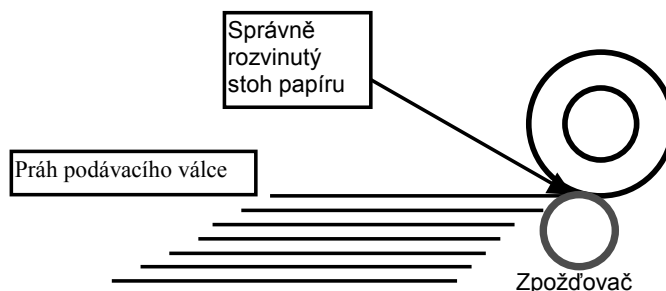 Správně
rozvinutý
stoh papíru
Práh podávacího válce
Zpožďovač